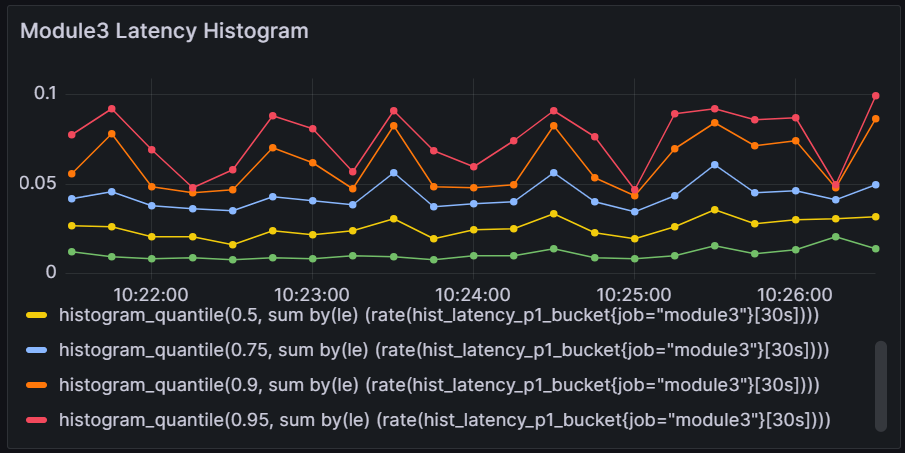 Module3 Latency Histogram
0.1
0.05
0
10:22:00 10:23:00 10:24:00 10:25:00 10:26:00
histogram_quantile(0.5, sum by(le) (rate(hist_latency_p1_bucket{job="module3"}[30s])))
histogram_quantile(0.75, sum by(le) (rate(hist_latency_p1_bucket{job="module3"}[30s])))
histogram_quantile(0.9, sum by(le) (rate(hist_latency_p1_bucket{job="module3"}[30s])))
histogram_quantile(0.95, sum by(le) (rate(hist_latency_p1_bucket{job="module3"}[30s])))